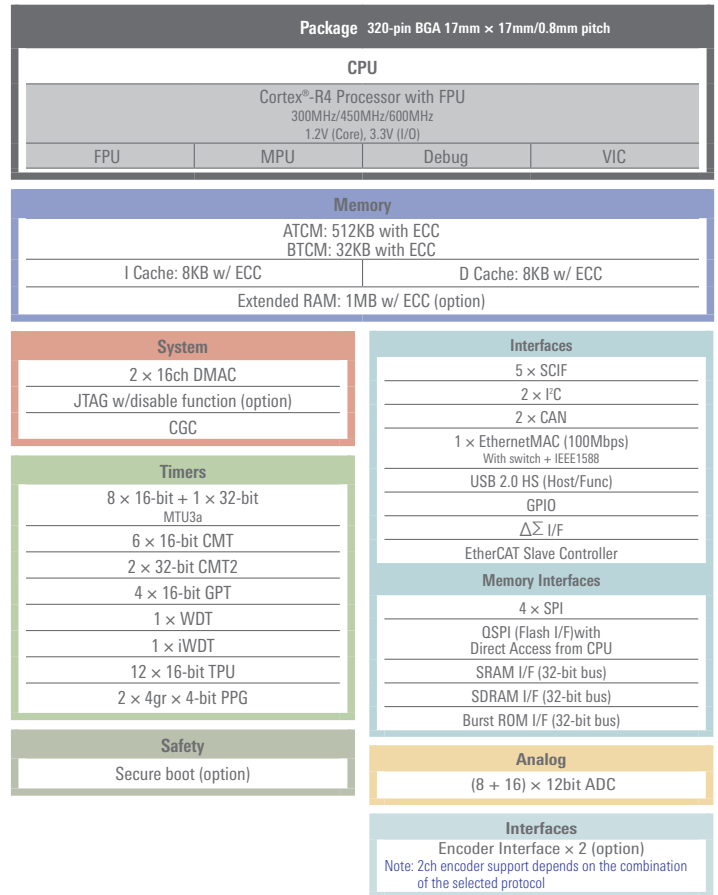 Package 320-pin BGA 17mm × 17mm/0.8mm pitch
CPU
Cortex®-R4 Processor with FPU
300MHz/450MHz/600MHz
1.2V (Core), 3.3V (I/O)
FPU MPU Debug VIC
Memory
ATCM: 512KB with ECC
BTCM: 32KB with ECC
I Cache: 8KB w/ ECC D Cache: 8KB w/ ECC
Extended RAM: 1MB w/ ECC (option)
System
2 × 16ch DMAC
JTAG w/disable function (option)
CGC
Timers
8 × 16-bit + 1 × 32-bit
MTU3a
6 × 16-bit CMT
2 × 32-bit CMT2
4 × 16-bit GPT
1 × WDT
1 × iWDT
12 × 16-bit TPU
2 × 4gr × 4-bit PPG
Safety
Secure boot (option)
Interfaces
5 × SCIF
2 × I²C
2 × CAN
1 × EthernetMAC (100Mbps)
With switch + IEEE1588
USB 2.0 HS (Host/Func)
GPIO
ΔΣ I/F
EtherCAT Slave Controller
Memory Interfaces
4 × SPI
QSPI (Flash I/F)with
Direct Access from CPU
SRAM I/F (32-bit bus)
SDRAM I/F (32-bit bus)
Burst ROM I/F (32-bit bus)
Analog
(8 + 16) × 12bit ADC
Interfaces
Encoder Interface × 2 (option)
Note: 2ch encoder support depends on the combination
of the selected protocol